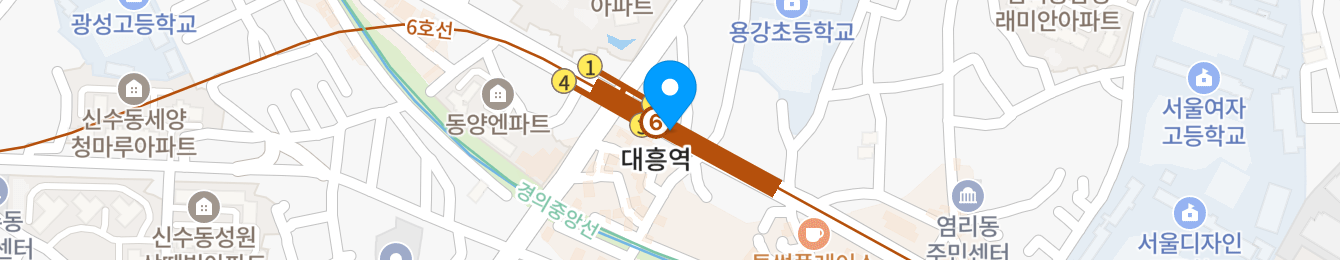 아파트
광성고등학교
6호선
용강초등학교
래미안아파트
1
4
6
신수동세양
청마루아파트
동양엔파트
대흥역
서울여자
고등학교
경의중앙선
신수동성원
염리동
주민센터
서울디자인
센터